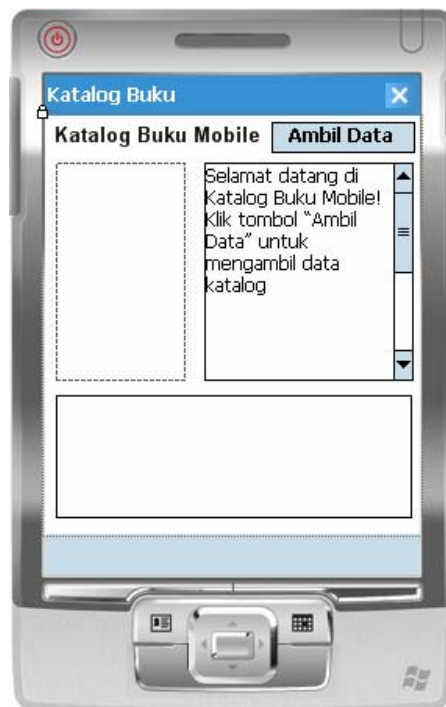 Katalog Buku
Katalog Buku Mobile
Ambil Data
Selamat datang di
Katalog Buku Mobile!
Klik tombol “Ambil
Data” untuk
mengambil data
katalog